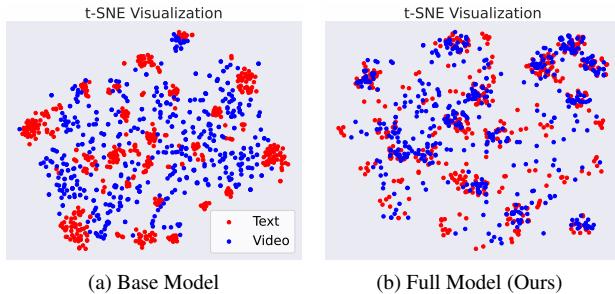 t-SNE Visualization
Text
Video
(a) Base Model
t-SNE Visualization
(b) Full Model (Ours)